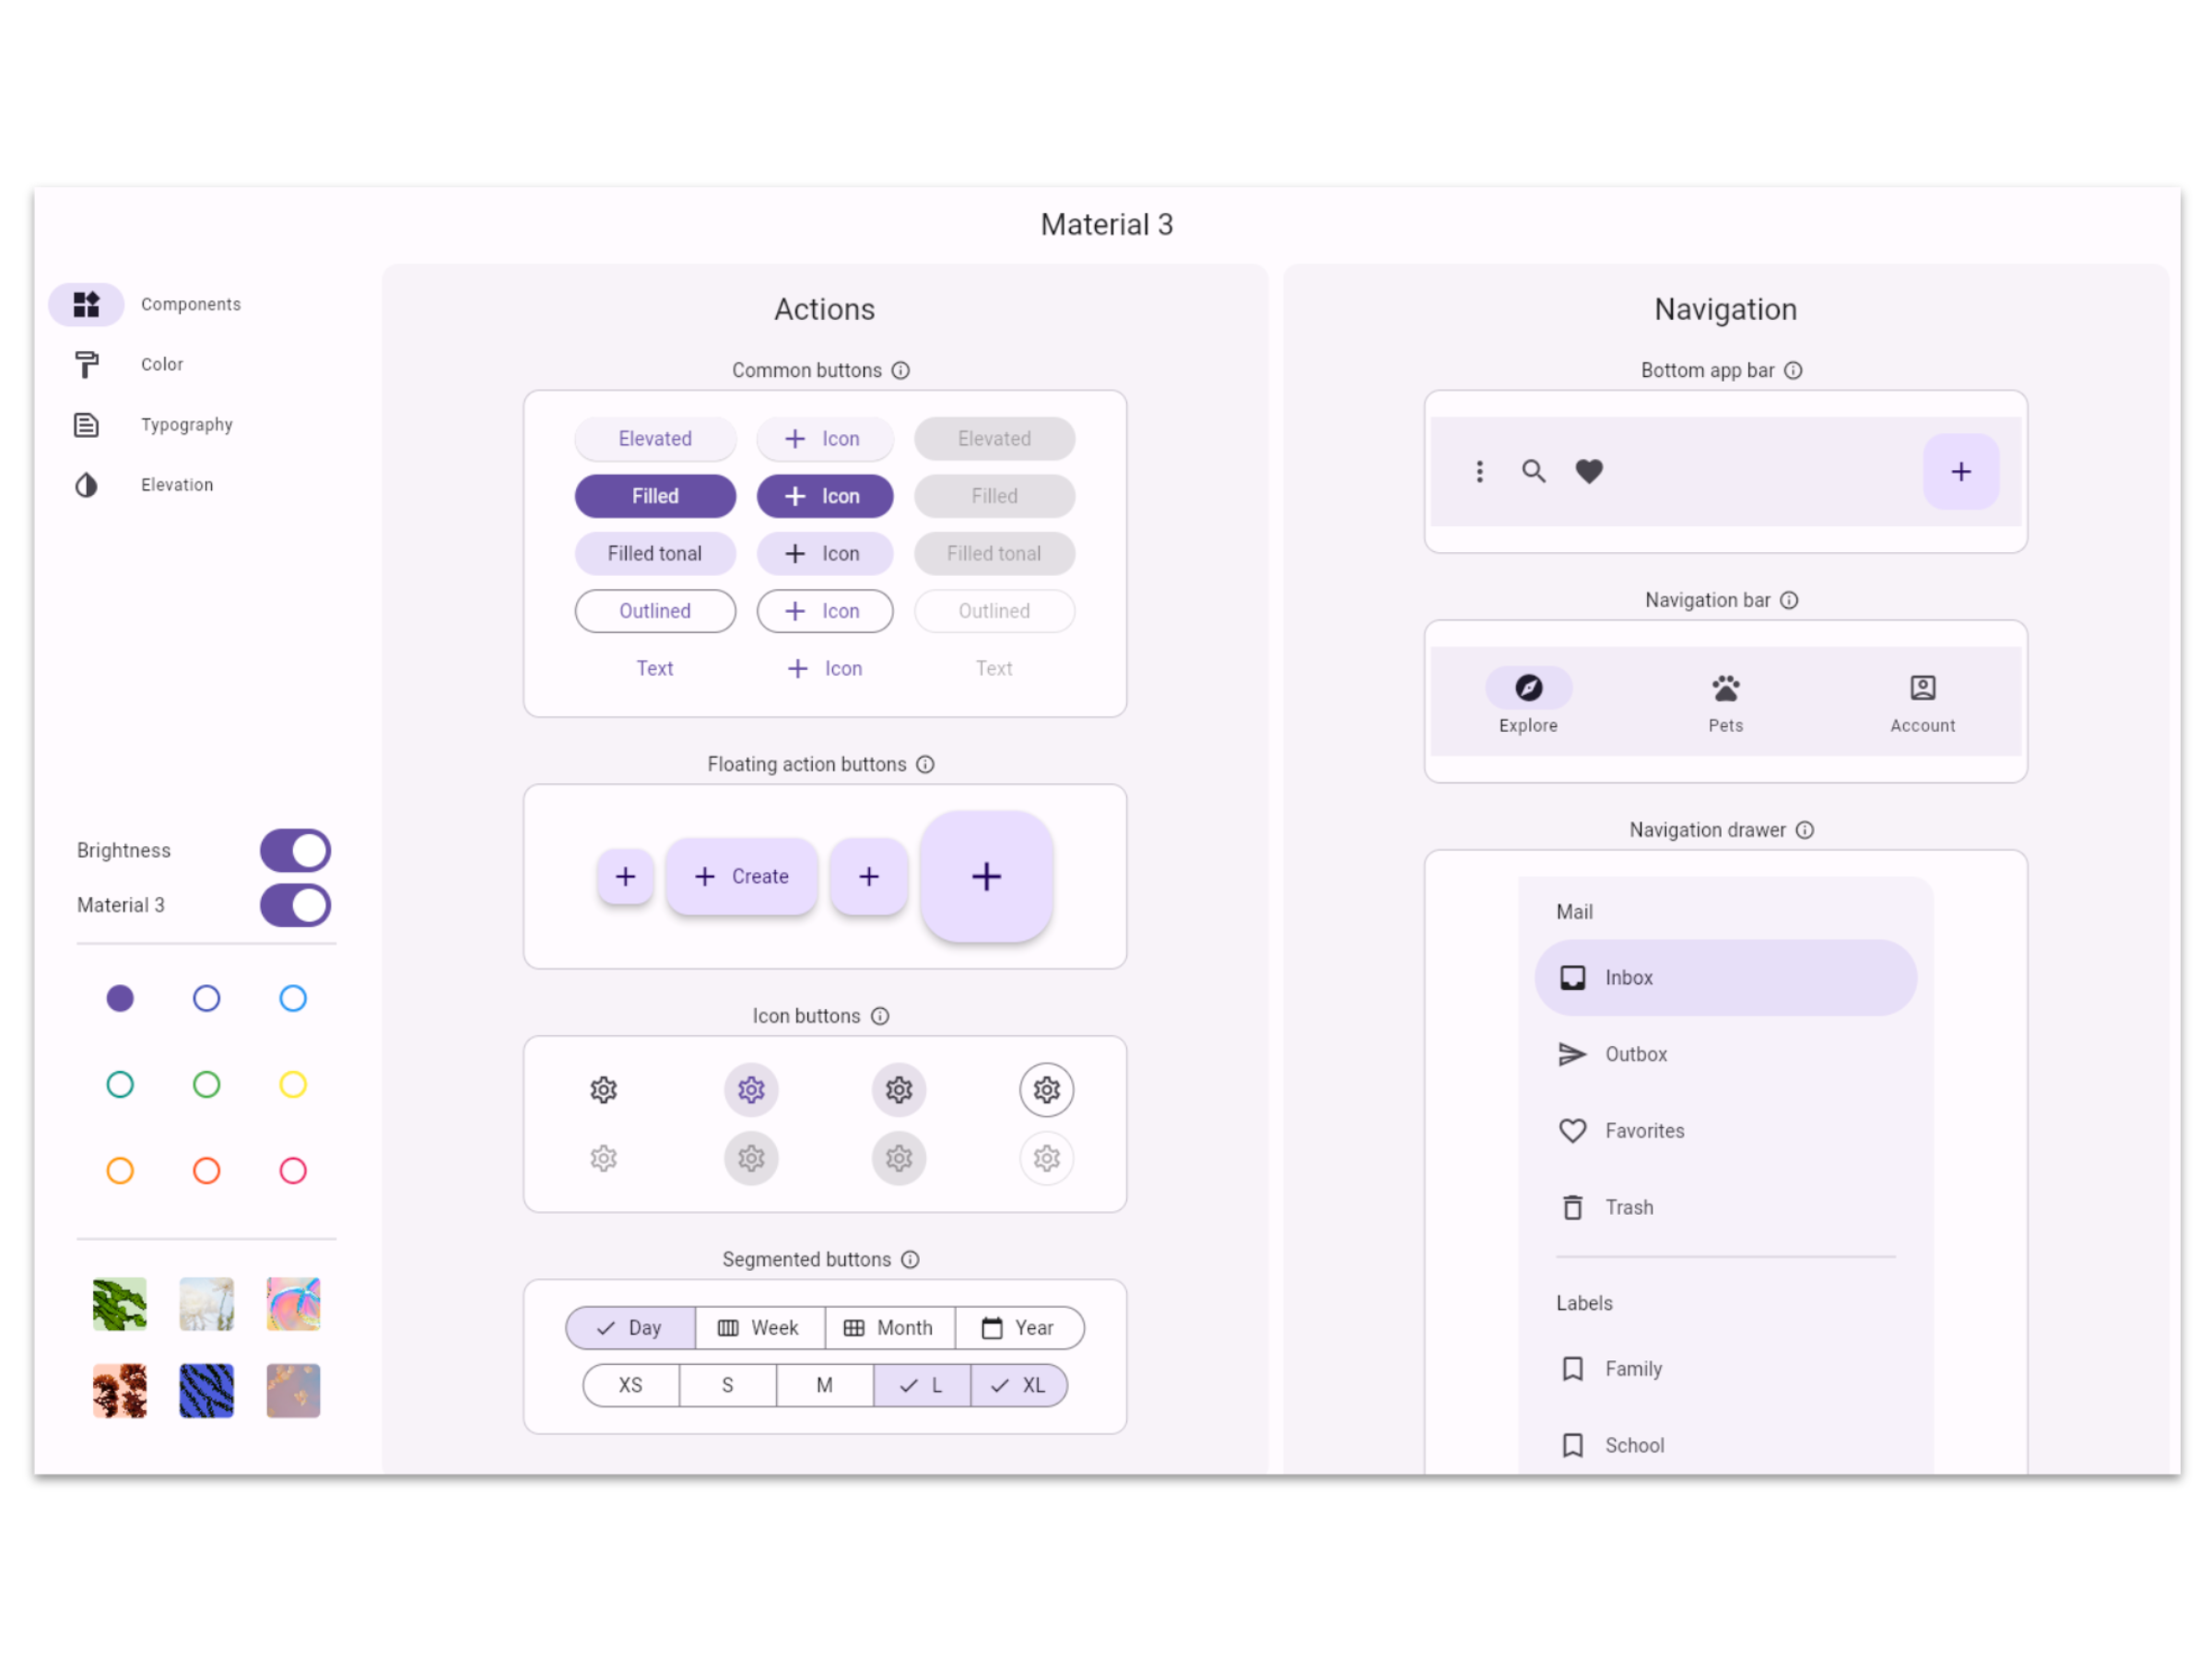 Material 3
Components
Color
Typography
Elevation
Brightness
Material 3
Actions
Common buttons
Elevated Icon Elevated
Filled Icon Filled
Filled tonal Icon Filled tonal
Outlined Icon Outlined
Text Icon Text
Floating action buttons
Create
Icon buttons
Segmented buttons
Day Week Month Year
XS S M L XL
Navigation
Bottom app bar
Navigation bar
Explore Pets Account
Navigation drawer
Mail
Inbox
Outbox
Favorites
Trash
Labels
Family
School